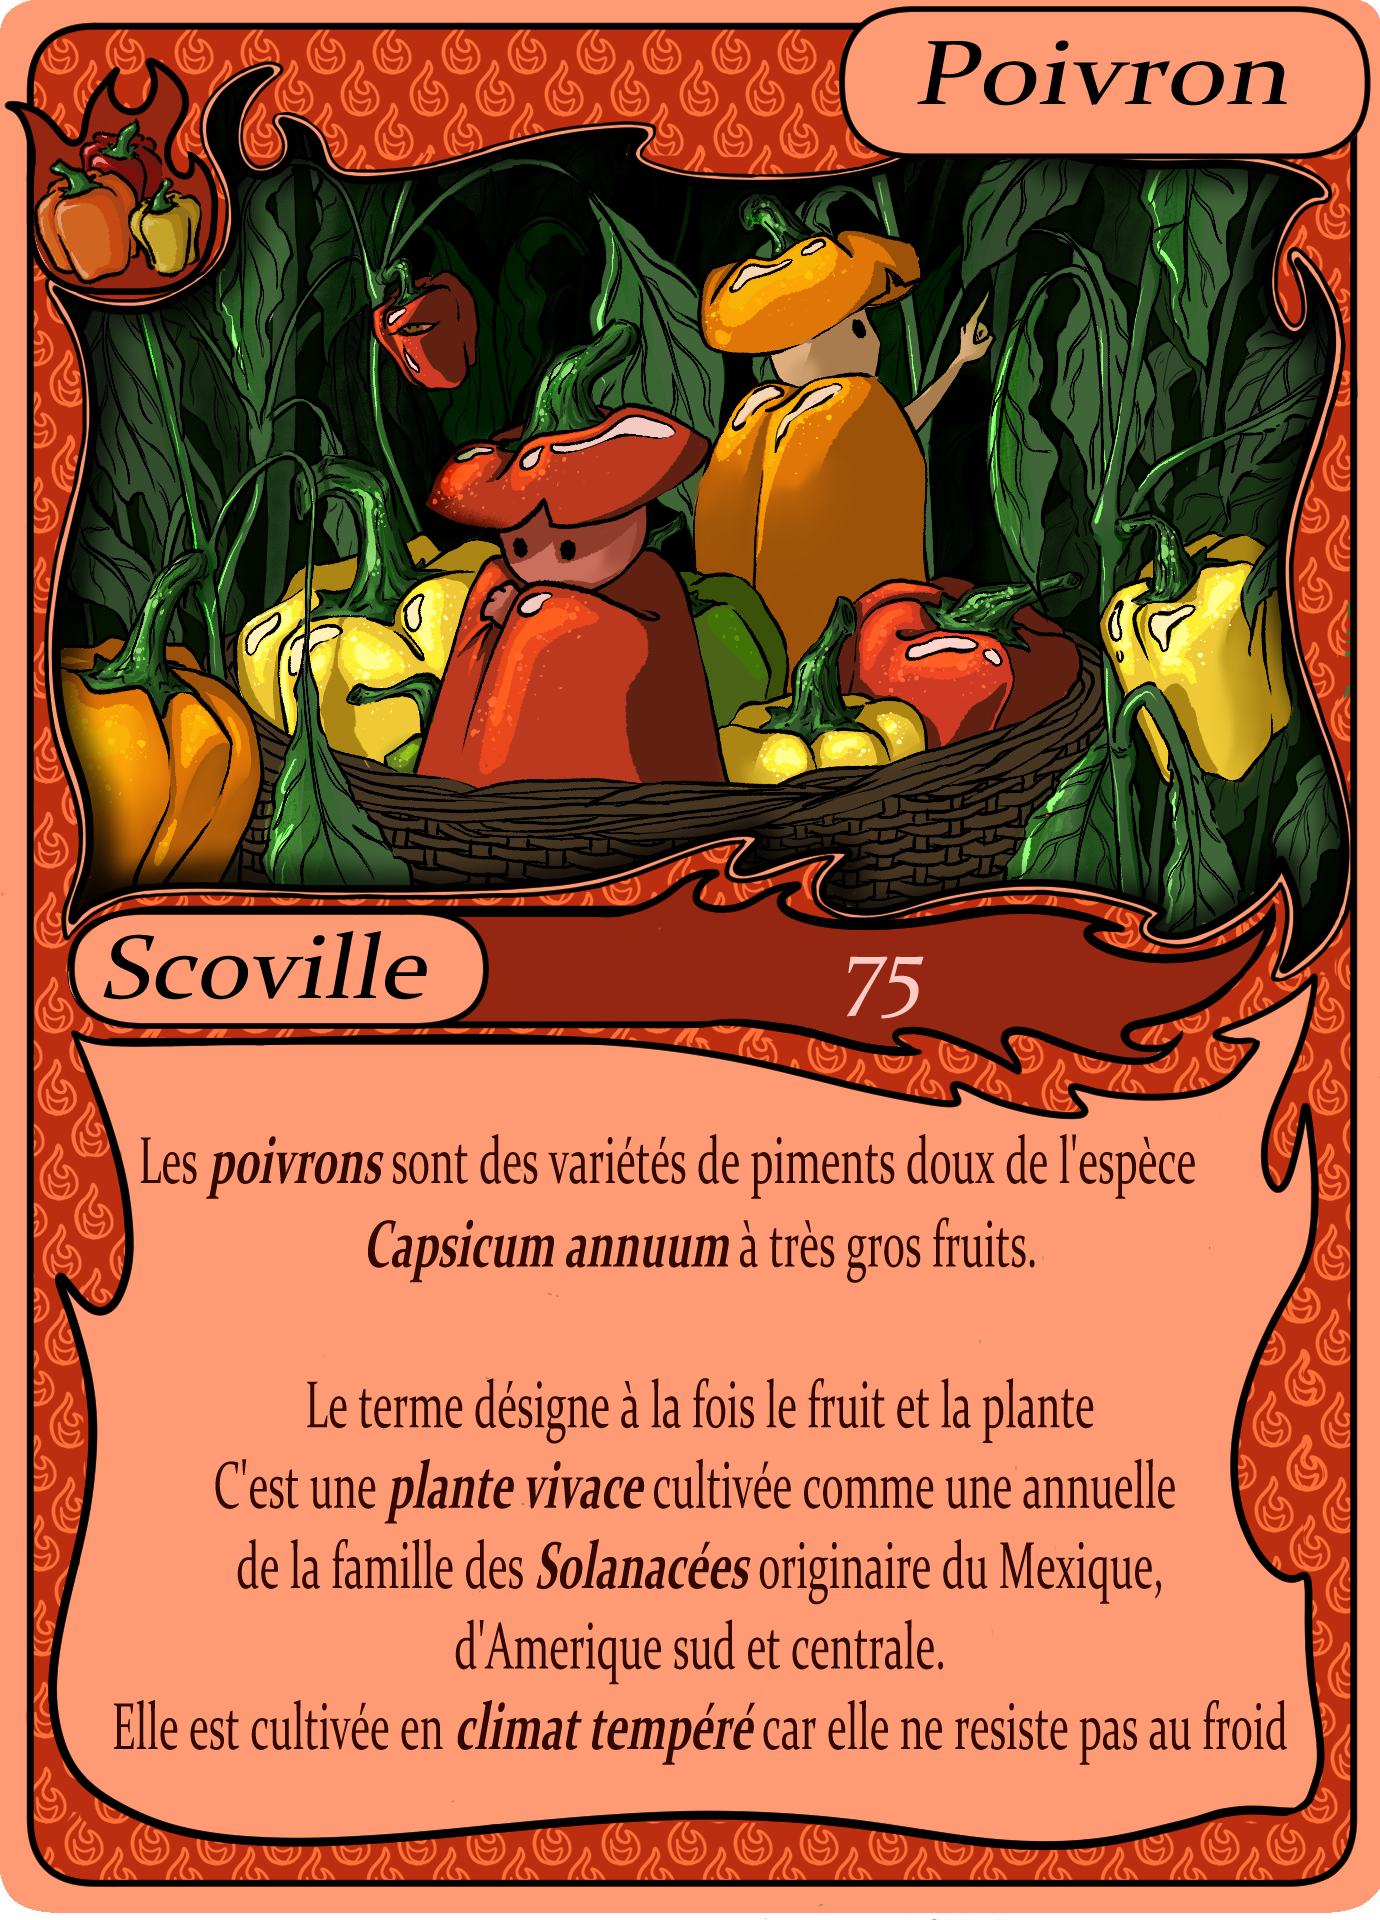 Poivron
Scoville
75
Les poivrons sont des variétés de piments doux de l'espèce
Capsicum annuum à très gros fruits.
Le terme désigne à la fois le fruit et la plante
C'est une plante vivace cultivée comme une annuelle
de la famille des Solanacées originaire du Mexique,
d'Amerique sud et centrale.
Elle est cultivée en climat tempéré car elle ne resiste pas au froid